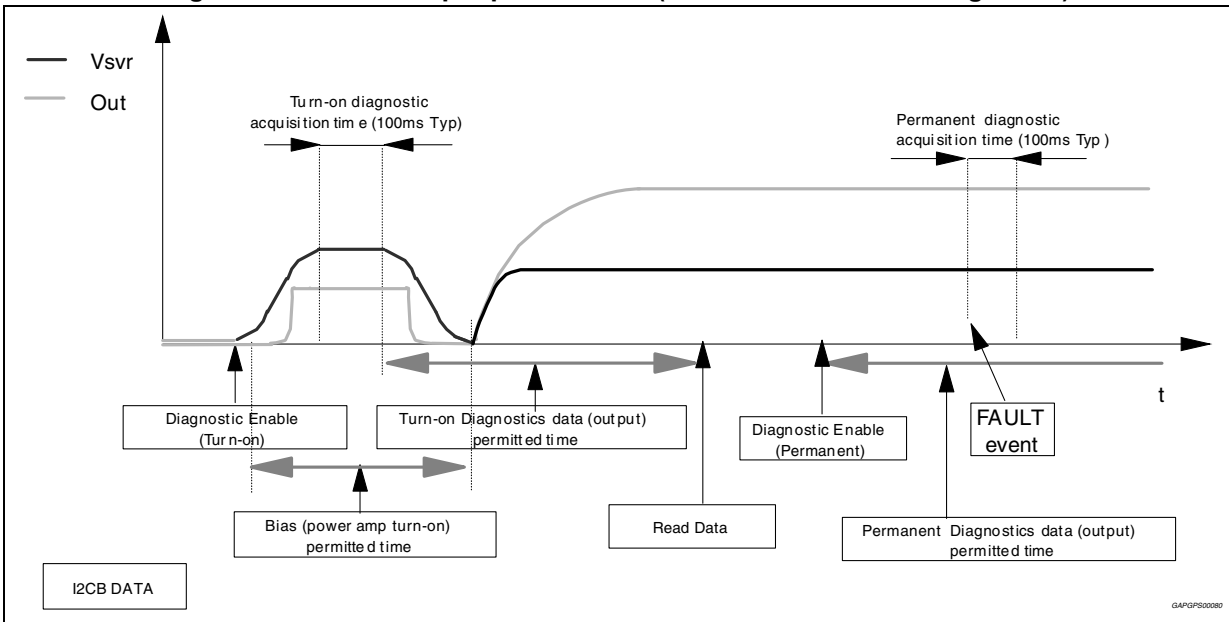 Vsvr
Out
Turn-on diagnostic
acquisition time (100ms Typ)
Permanent diagnostic
acquisition time (100ms Typ)
t
Diagnostic Enable
(Turn-on)
Turn-on Diagnostics data (output)
permitted time
Diagnostic Enable
(Permanent)
FAULT
event
Bias (power amp turn-on)
permitted time
Read Data
Permanent Diagnostics data (output)
permitted time
I2CB DATA
GAPGPS00080